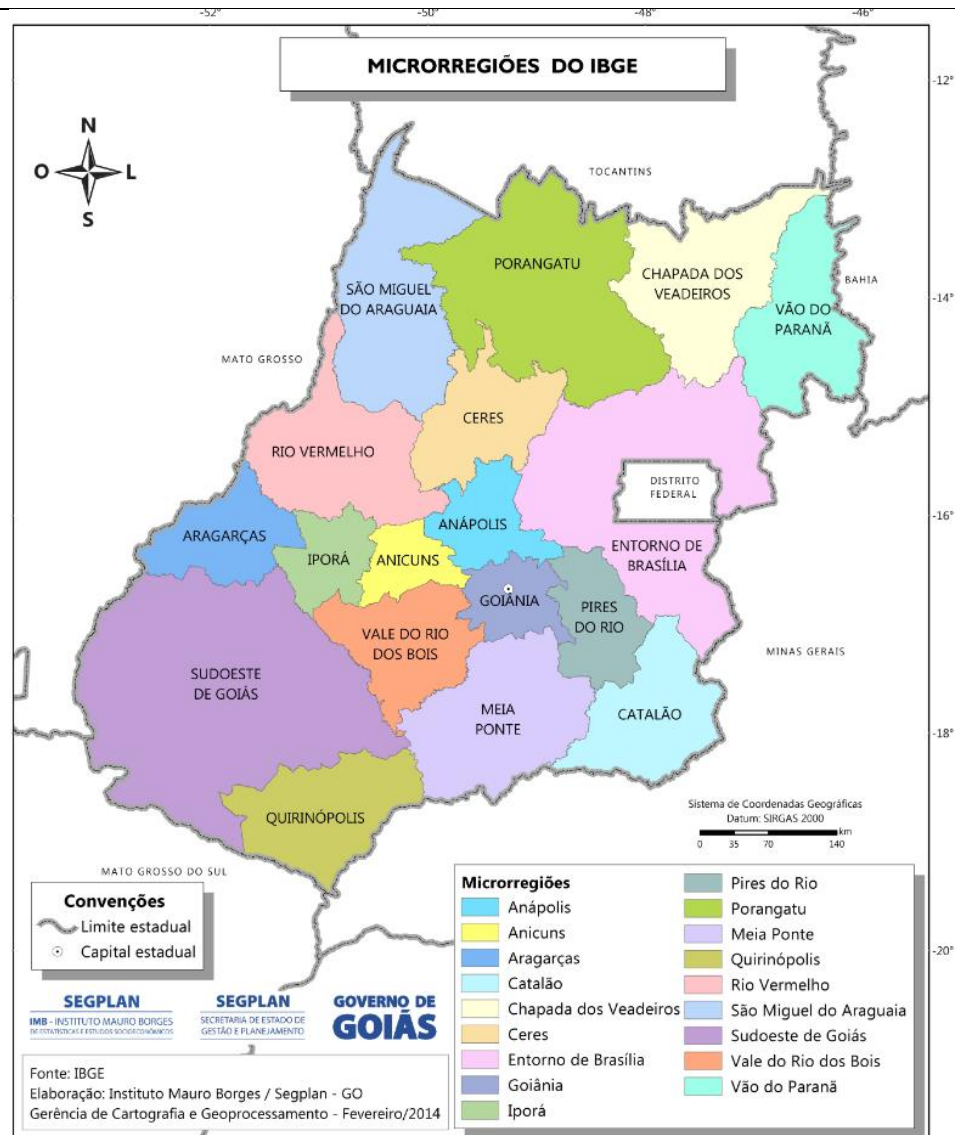 -52°
-50°
-48°
-46°
MICRORREGIÕES DO IBGE
-12°
N
O
L
S
TOCANTINS
PORANGATU
CHAPADA DOS
VEADEIROS
BAHIA
SÃO MIGUEL
DO ARAGUAIA
-14°
VÃO DO
PARANÃ
MATO GROSSO
CERES
RIO VERMELHO
DISTRITO
FEDERAL
-16°
ANÁPOLIS
ARAGARÇAS
IPORÁ
ANICUNS
ENTORNO DE
BRASÍLIA
GOIÂNIA
PIRES
DO RIO
VALE DO RIO
DOS BOIS
MINAS GERAIS
SUDOESTE
DE GOIÁS
MEIA
PONTE
CATALÃO
-18°
QUIRINÓPOLIS
Sistema de Coordenadas Geográficas
Datum: SIRGAS 2000
km
0 35 70 140
MATO GROSSO DO SUL
Convenções
Limite estadual
Capital estadual
-20°
Microrregiões
Anápolis
Anicuns
Aragarças
Catalão
Chapada dos Veadeiros
Ceres
Entorno de Brasília
Goiânia
Iporá
Pires do Rio
Porangatu
Meia Ponte
Quirinópolis
Rio Vermelho
São Miguel do Araguaia
Sudoeste de Goiás
Vale do Rio dos Bois
Vão do Paranã
SEGPLAN
IMB - INSTITUTO MAURO BORGES
DE ESTATÍSTICAS E ESTUDOS SOCIOECONÔMICOS
SEGPLAN
SECRETARIA DE ESTADO DE
GESTÃO E PLANEJAMENTO
GOVERNO DE
GOIÁS
Fonte: IBGE
Elaboração: Instituto Mauro Borges / Segplan - GO
Gerência de Cartografia e Geoprocessamento - Fevereiro/2014